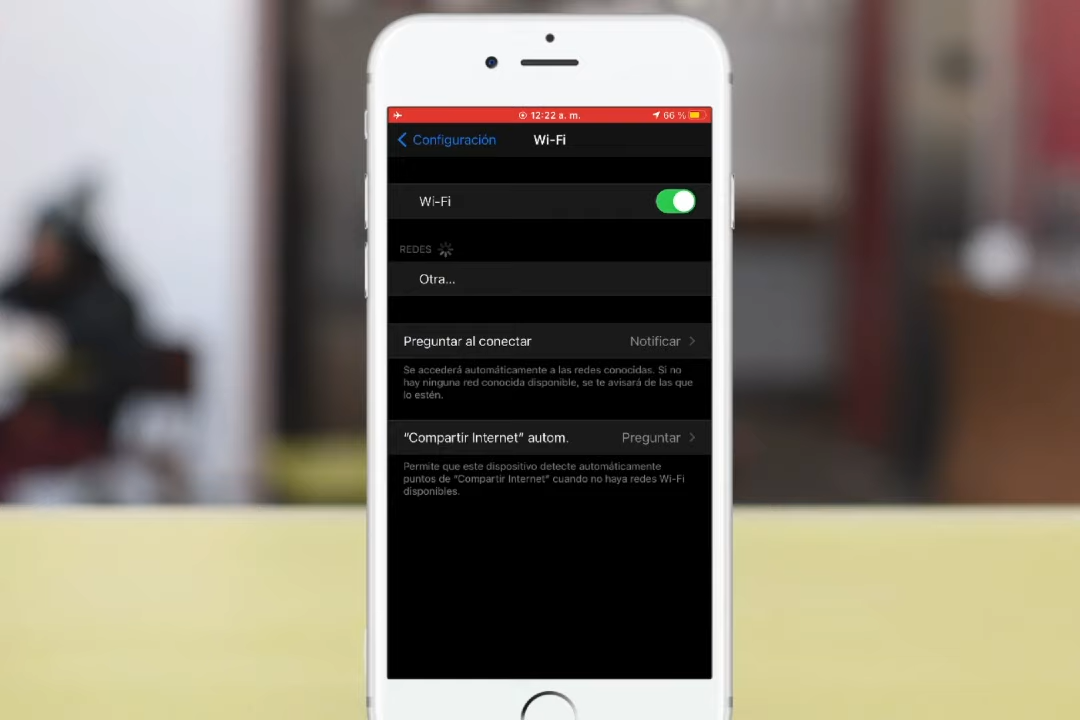 12:22 a. m.
66 %
Configuración
Wi-Fi
Wi-Fi
REDES
Otra...
Preguntar al conectar
Notificar
Se accederá automáticamente a las redes conocidas. Si no
hay ninguna red conocida disponible, se te avisará de las que
lo estén.
"Compartir Internet" autom.
Preguntar
Permite que este dispositivo detecte automáticamente
puntos de "Compartir Internet" cuando no haya redes Wi-Fi
disponibles.